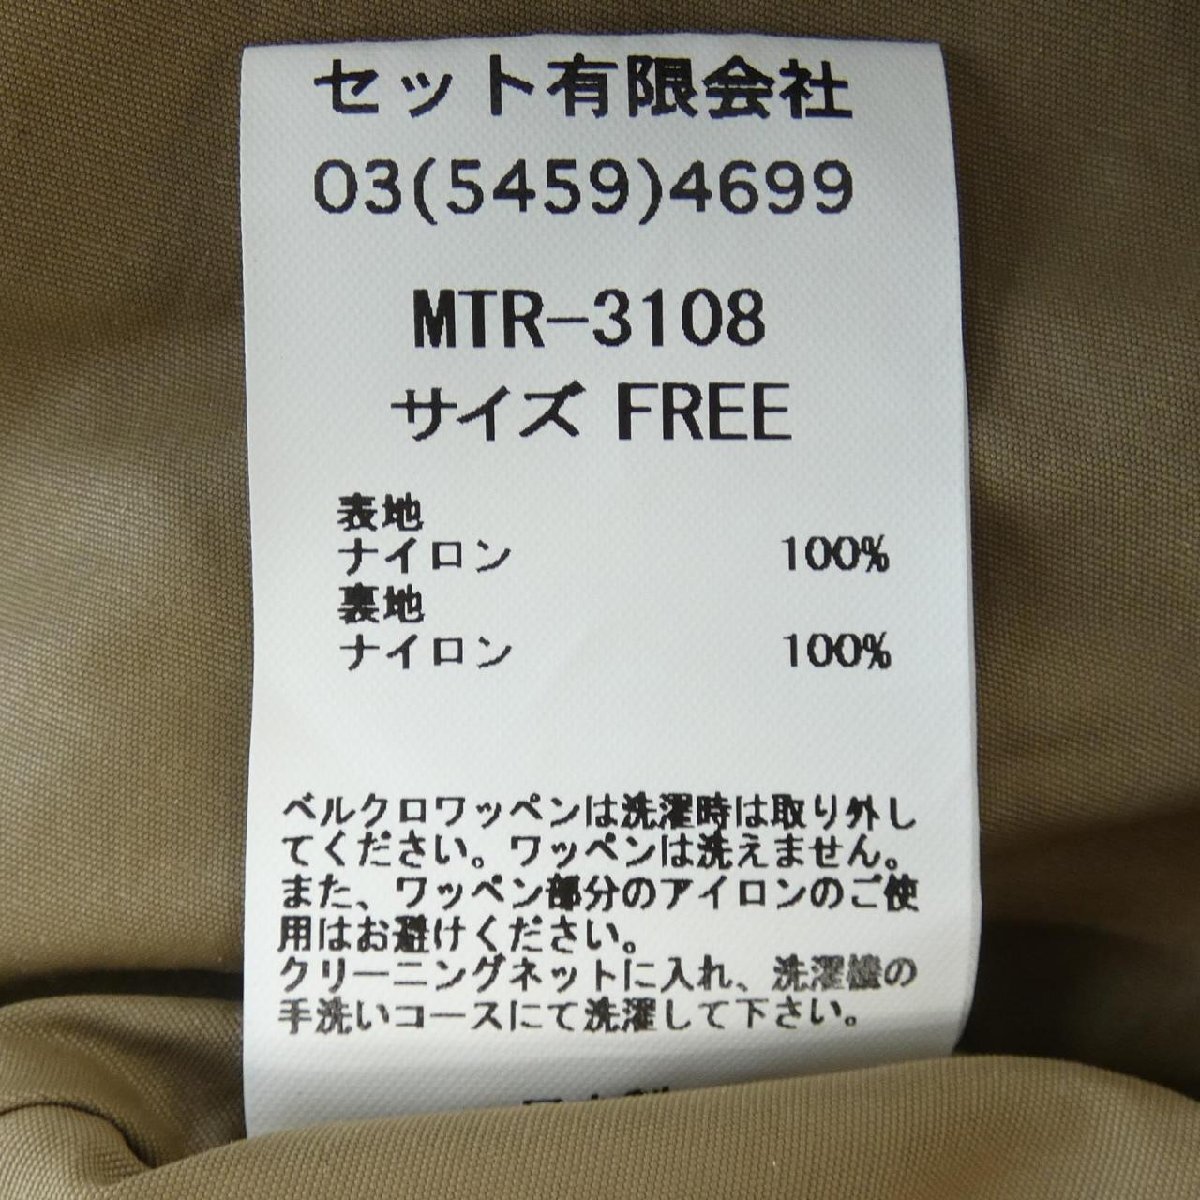 セット有限会社
03(5459)4699
MTR-3108
サイズ FREE
表地
ナイロン 100%
裏地
ナイロン 100%
ベルクロワッペンは洗濯時は取り外し
てください。ワッペンは洗えません。
また、ワッペン部分のアイロンのご使
用はお避けください。
クリーニングネットに入れ、洗濯機の
手洗いコースにて洗濯して下さい。